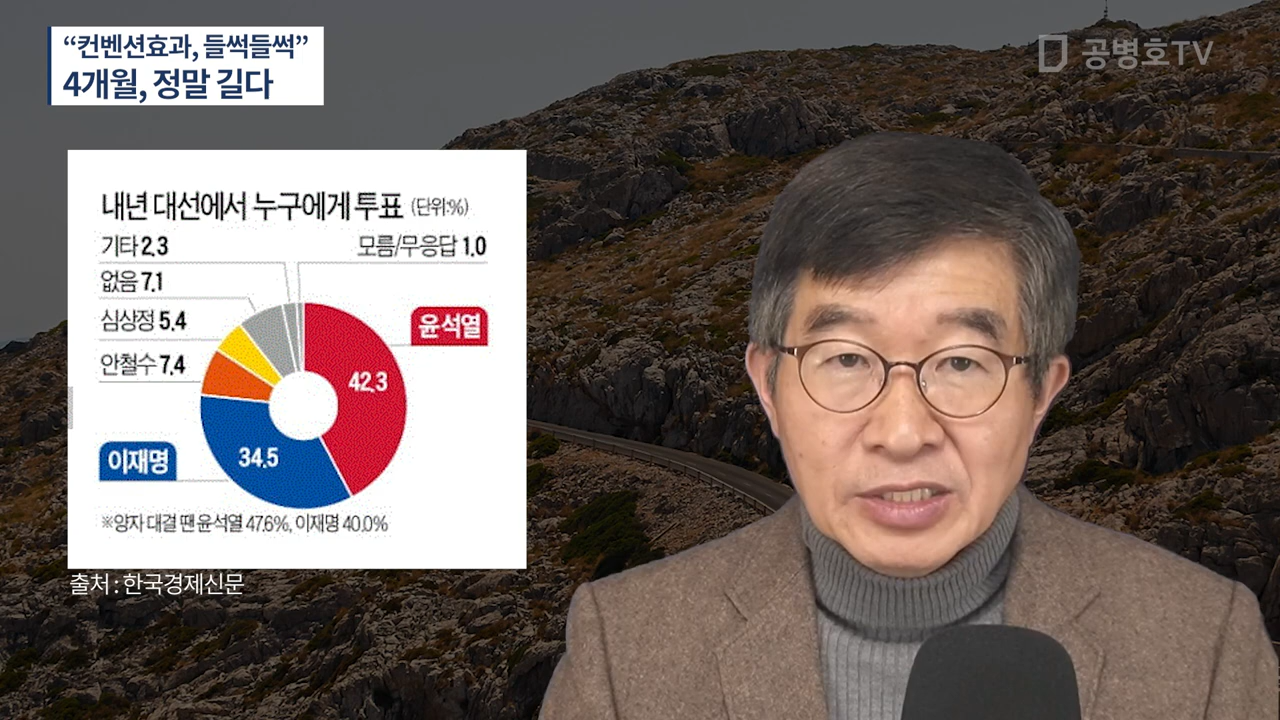 “컨벤션효과, 들썩들썩”
4개월, 정말 길다
공병호TV
내년 대선에서 누구에게 투표 (단위:%)
기타 2.3
모름/무응답 1.0
없음 7.1
심상정 5.4
안철수 7.4
윤석열
42.3
34.5
이재명
※양자 대결 땐 윤석열 47.6%, 이재명 40.0%
출처 : 한국경제신문